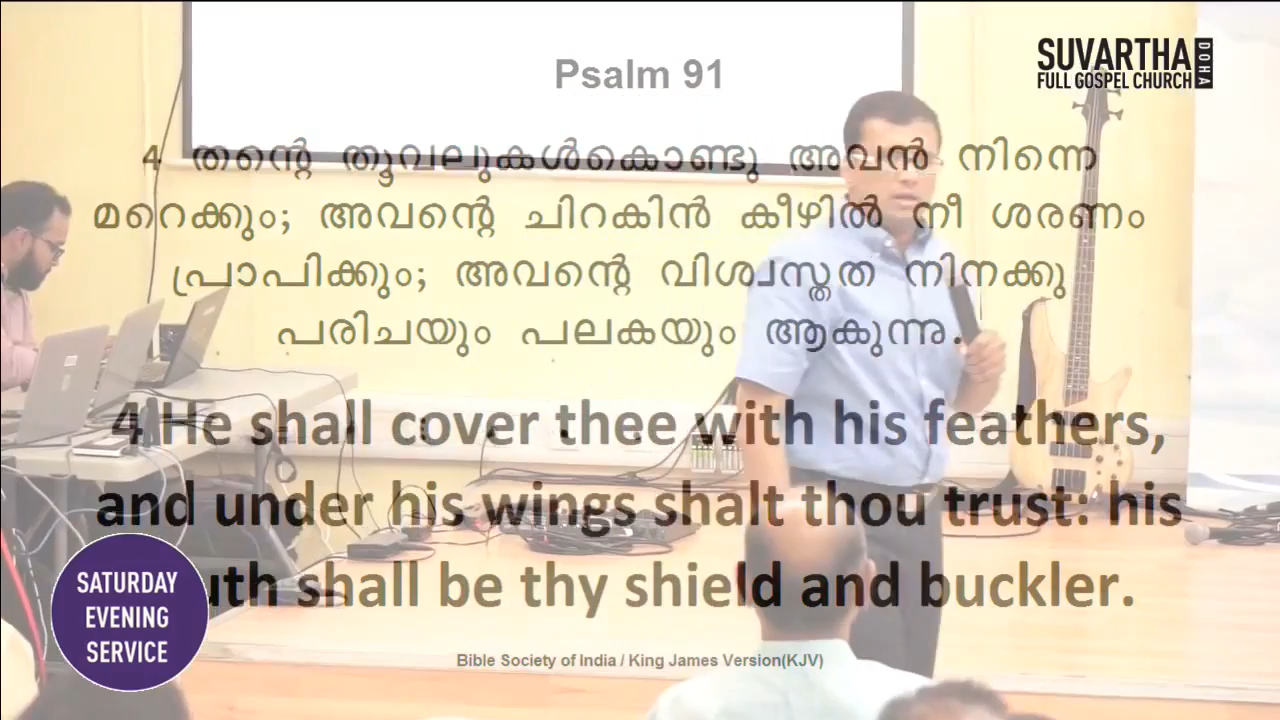 SUVARTHA
DOHA
FULL GOSPEL CHURCH
Psalm 91
4 തന്റെ തൂവലുകൾകൊണ്ടു അവൻ നിന്നെ
മറെക്കും; അവന്റെ ചിറകിൻ കീഴിൽ നീ ശരണം
പ്രാപിക്കും; അവന്റെ വിശ്വസ്തത നിനക്കു
പരിചയും പലകയും ആകുന്നു.
4 He shall cover thee with his feathers,
and under his wings shalt thou trust: his
uth shall be thy shield and buckler.
SATURDAY
EVENING
SERVICE
Bible Society of India / King James Version(KJV)